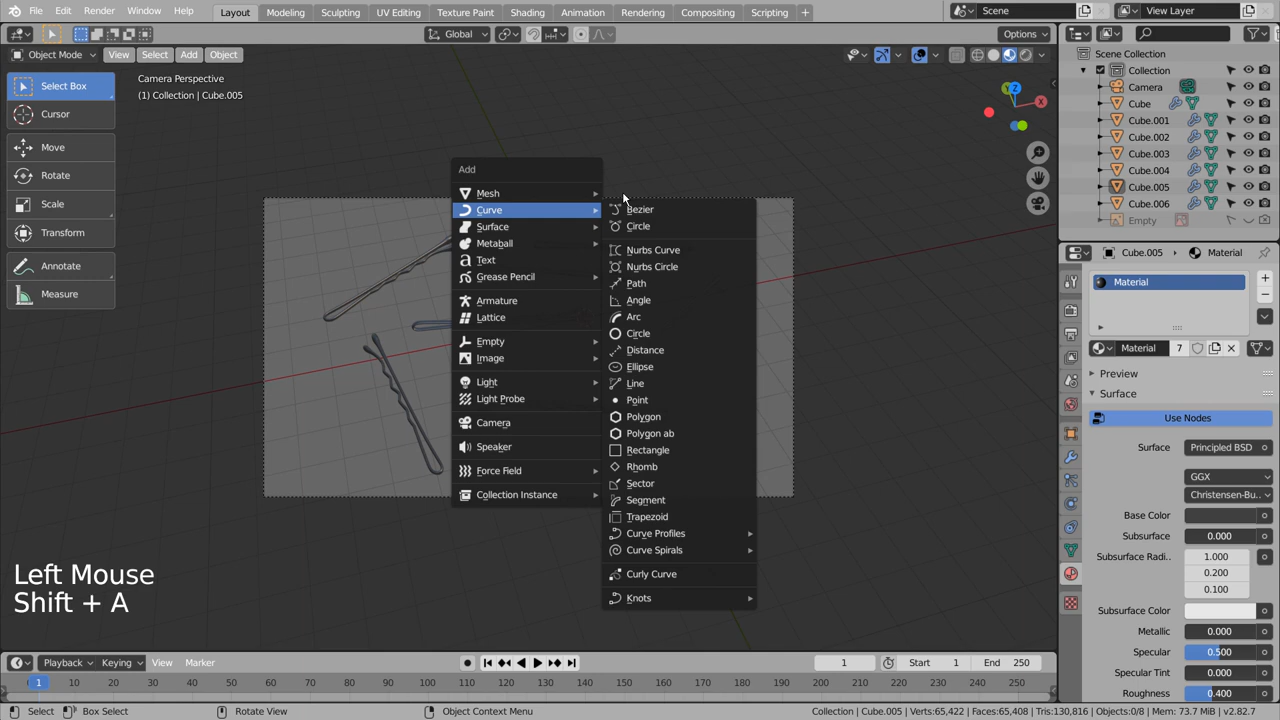 File Edit Render Window Help
Layout Modeling Sculpting UV Editing Texture Paint Shading Animation Rendering Compositing Scripting +
Scene
View Layer
Global
Options
Object Mode
View Select Add Object
Select Box
Cursor
Move
Rotate
Scale
Transform
Annotate
Measure
Camera Perspective
(1) Collection | Cube.005
Z
Y
X
Add
Mesh
Curve
Surface
Metaball
Text
Grease Pencil
Armature
Lattice
Empty
Image
Light
Light Probe
Camera
Speaker
Force Field
Collection Instance
Bezier
Circle
Nurbs Curve
Nurbs Circle
Path
Angle
Arc
Circle
Distance
Ellipse
Line
Point
Polygon
Polygon ab
Rectangle
Rhomb
Sector
Segment
Trapezoid
Curve Profiles
Curve Spirals
Curly Curve
Knots
Left Mouse
Shift + A
Scene Collection
Collection
Camera
Cube
Cube.001
Cube.002
Cube.003
Cube.004
Cube.005
Cube.006
Empty
Cube.005 Material
Material
Material 7
Preview
Surface
Use Nodes
Surface Principled BSD
GGX
Christensen-Bu..
Base Color
Subsurface 0.000
Subsurface Radi.. 1.000
0.200
0.100
Subsurface Color
Metallic 0.000
Specular 0.500
Specular Tint 0.000
Roughness 0.400
Playback Keying View Marker
1 Start 1 End 250
1 10 20 30 40 50 60 70 80 90 100 110 120 130 140 150 160 170 180 190 200 210 220 230 240 250
Select Box Select Rotate View Object Context Menu
Collection | Cube.005 | Verts:65,422 | Faces:65,408 | Tris:130,816 | Objects:0/8 | Mem: 73.7 MiB | v2.82.7